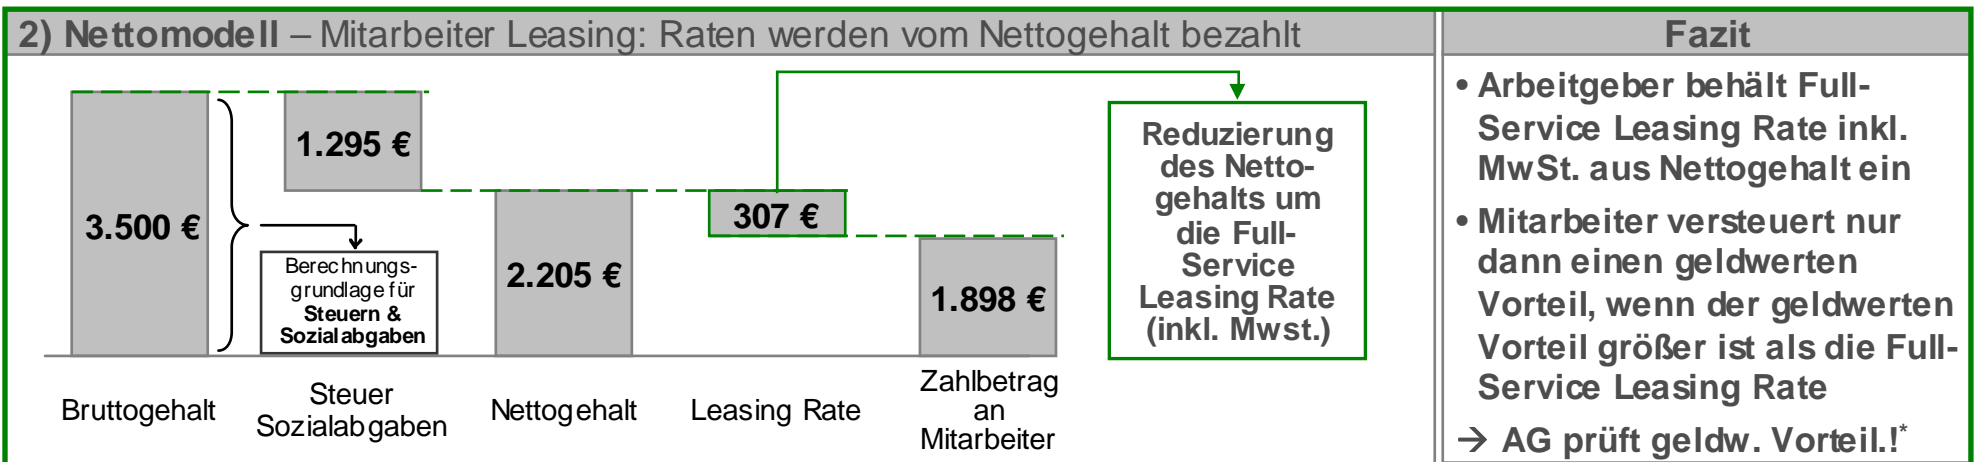 2) Nettomodell – Mitarbeiter Leasing: Raten werden vom Nettogehalt bezahlt
3.500 €
1.295 €
Berechnungs-
grundlage für
Steuern &
Sozialabgaben
2.205 €
307 €
1.898 €
Reduzierung
des Netto-
gehalts um
die Full-
Service
Leasing Rate
(inkl. Mwst.)
Bruttogehalt
Steuer
Sozialabgaben
Nettogehalt
Leasing Rate
Zahlbetrag
an
Mitarbeiter
Fazit
• Arbeitgeber behält Full-
Service Leasing Rate inkl.
MwSt. aus Nettogehalt ein
• Mitarbeiter versteuert nur
dann einen geldwerten
Vorteil, wenn der geldwerten
Vorteil größer ist als die Full-
Service Leasing Rate
→ AG prüft geldw. Vorteil.!*